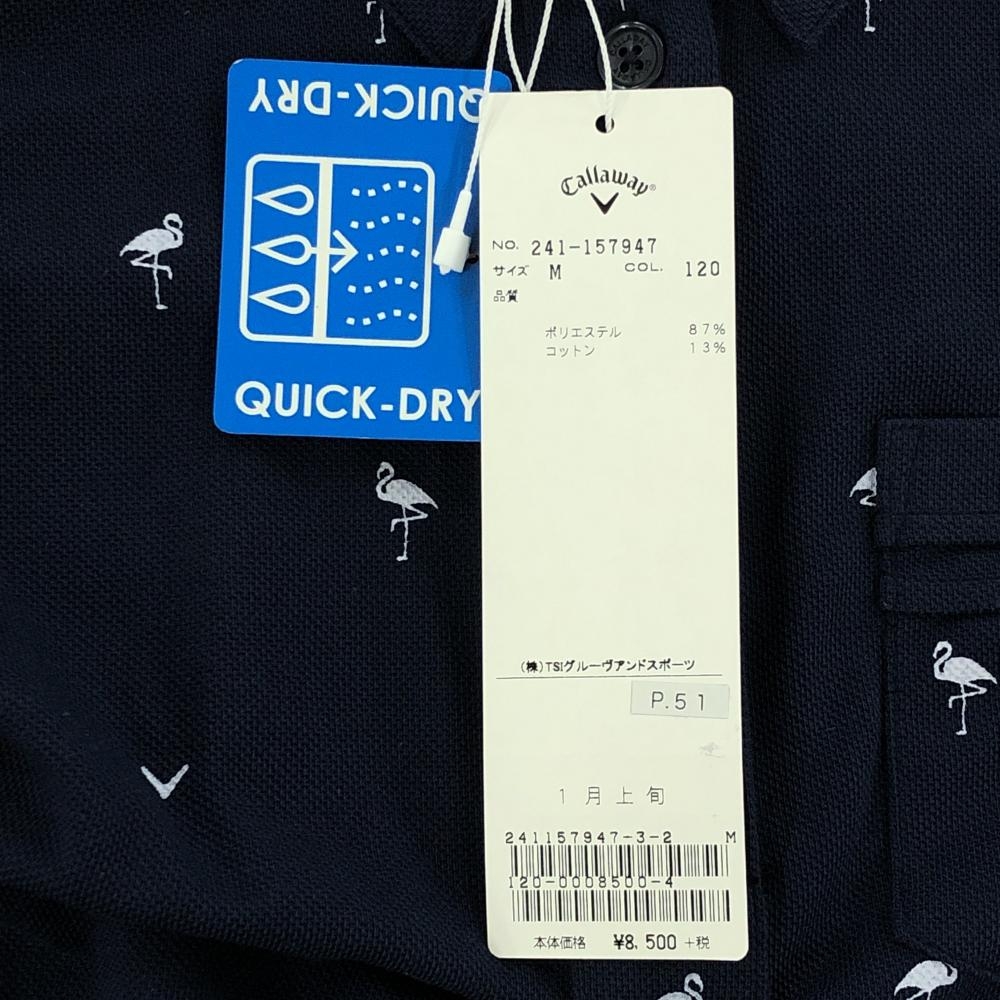 QUICK-DRY
QUICK-DRY
Callaway®
NO. 241-157947
サイズ M COL. 120
品質
ポリエステル 87%
コットン 13%
(株)TSIグルーヴアンドスポーツ
P.51
1月上旬
241157947-3-2 M
120-0008500-4
本体価格 ¥8,500 +税